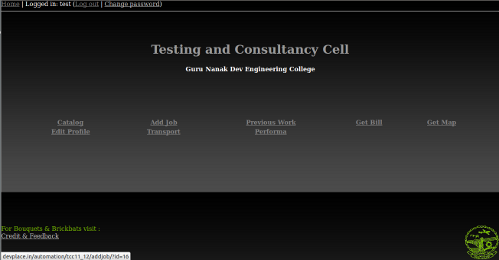 Home | Logged in: test (Log out | Change password)
Testing and Consultancy Cell
Guru Nanak Dev Engineering College
Catalog Add Job Previous Work Get Bill Get Map
Edit Profile Transport Performa
For Bouquets & Brickbats visit :
Credit & Feedback
devplace.in/automation/tcc11_12/addjob/?id=10